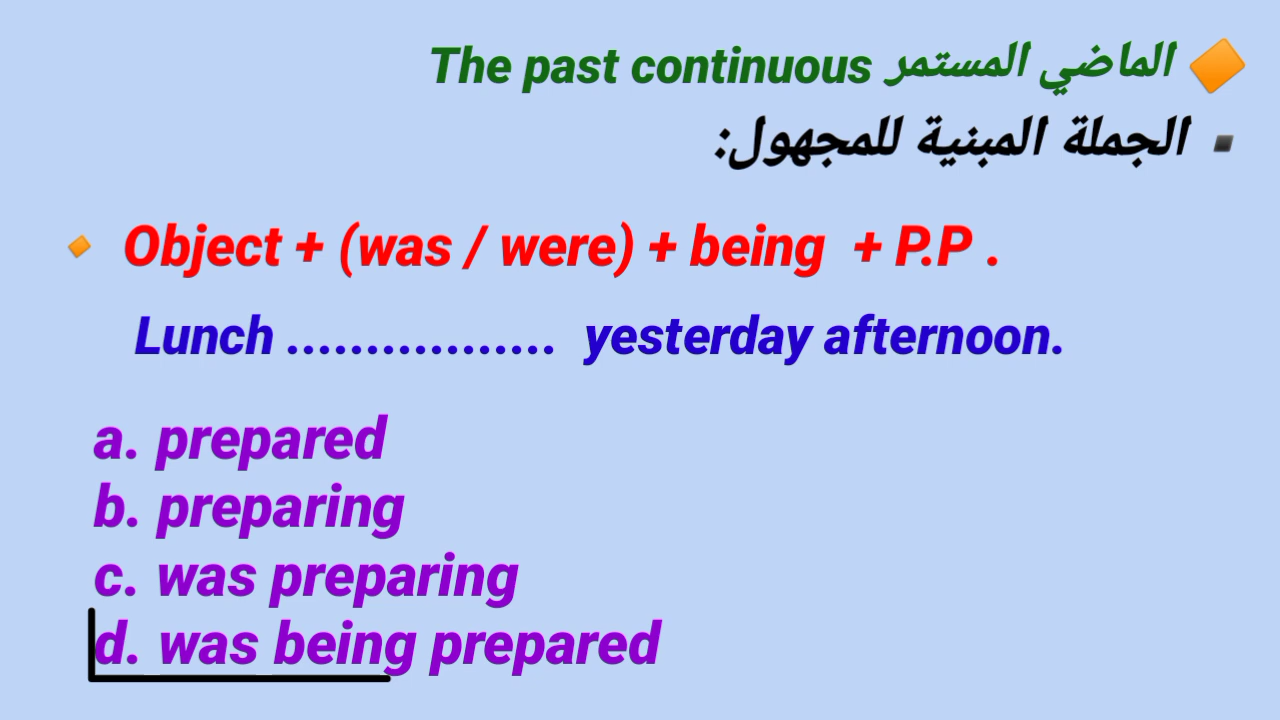 🔶 الماضي المستمر The past continuous
▪ الجملة المبنية للمجهول:
🔸 Object + (was / were) + being + P.P .
Lunch ................. yesterday afternoon.
a. prepared
b. preparing
c. was preparing
d. was being prepared